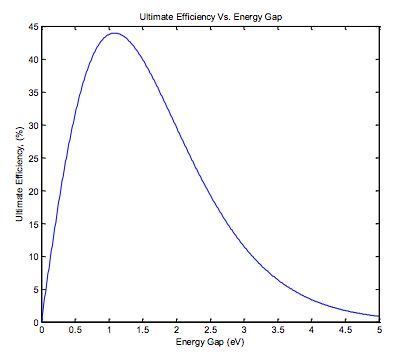 Ultimate Efficiency Vs. Energy Gap
45
40
35
30
25
20
15
10
5
0
Ultimate Efficiency, (%)
0 0.5 1 1.5 2 2.5 3 3.5 4 4.5 5
Energy Gap (eV)